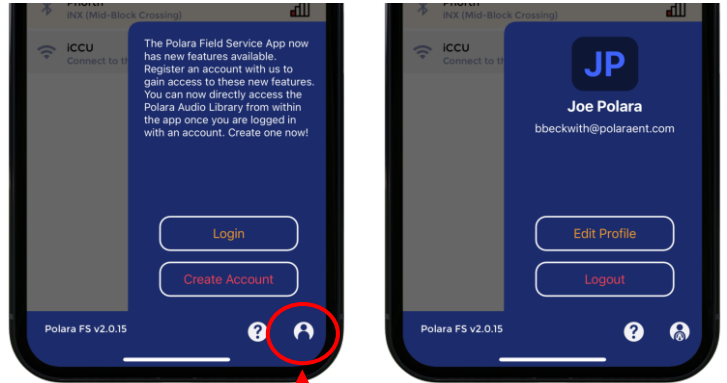 iNX (Mid-Block Crossing)
iCCU
Connect to
The Polara Field Service App now
has new features available.
Register an account with us to
gain access to these new features.
You can now directly access the
Polara Audio Library from within
the app once you are logged in
with an account. Create one now!
Login
Create Account
Polara FS v2.0.15
?
iNX (Mid-Block Crossing)
iCCU
Connect to
JP
Joe Polara
bbeckwith@polaraent.com
Edit Profile
Logout
Polara FS v2.0.15
?